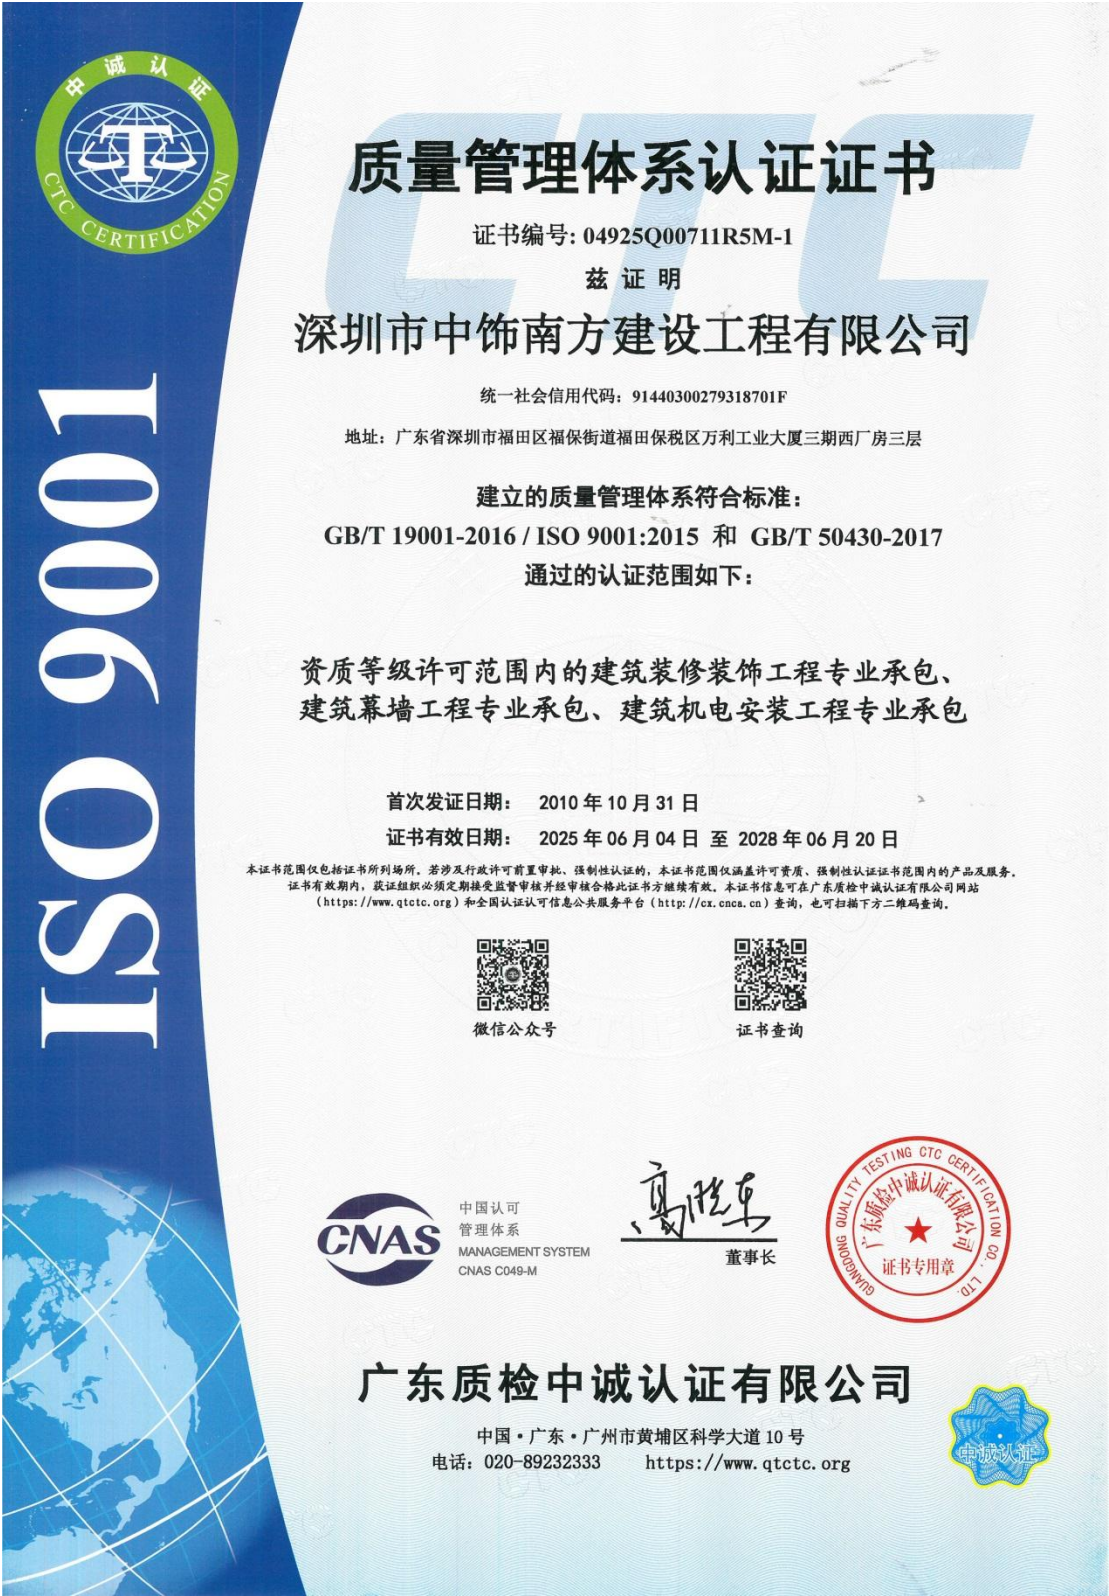 中诚认证
CTC CERTIFICATION
ISO 9001
CTC
质量管理体系认证证书
证书编号: 04925Q00711R5M-1
兹 证 明
深圳市中饰南方建设工程有限公司
统一社会信用代码：91440300279318701F
地址：广东省深圳市福田区福保街道福田保税区万利工业大厦三期西厂房三层
建立的质量管理体系符合标准：
GB/T 19001-2016 / ISO 9001:2015 和 GB/T 50430-2017
通过的认证范围如下：
资质等级许可范围内的建筑装修装饰工程专业承包、
建筑幕墙工程专业承包、建筑机电安装工程专业承包
首次发证日期： 2010 年 10 月 31 日
证书有效日期： 2025 年 06 月 04 日 至 2028 年 06 月 20 日
本证书范围仅包括证书所列场所。若涉及行政许可前置审批、强制性认证的，本证书范围仅涵盖许可资质、强制性认证证书范围内的产品及服务。
证书有效期内，获证组织必须定期接受监督审核并经审核合格此证书方继续有效。本证书信息可在广东质检中诚认证有限公司网站
（https://www.qtctc.org）和全国认证认可信息公共服务平台（http://cx.cnca.cn）查询，也可扫描下方二维码查询。
微信公众号
证书查询
CNAS
中国认可
管理体系
MANAGEMENT SYSTEM
CNAS C049-M
高晓东
董事长
GUANGDONG QUALITY TESTING CTC CERTIFICATION CO., LTD.
广东质检中诚认证有限公司
证书专用章
广东质检中诚认证有限公司
中国·广东·广州市黄埔区科学大道 10 号
电话：020-89232333 https://www.qtctc.org
中诚认证